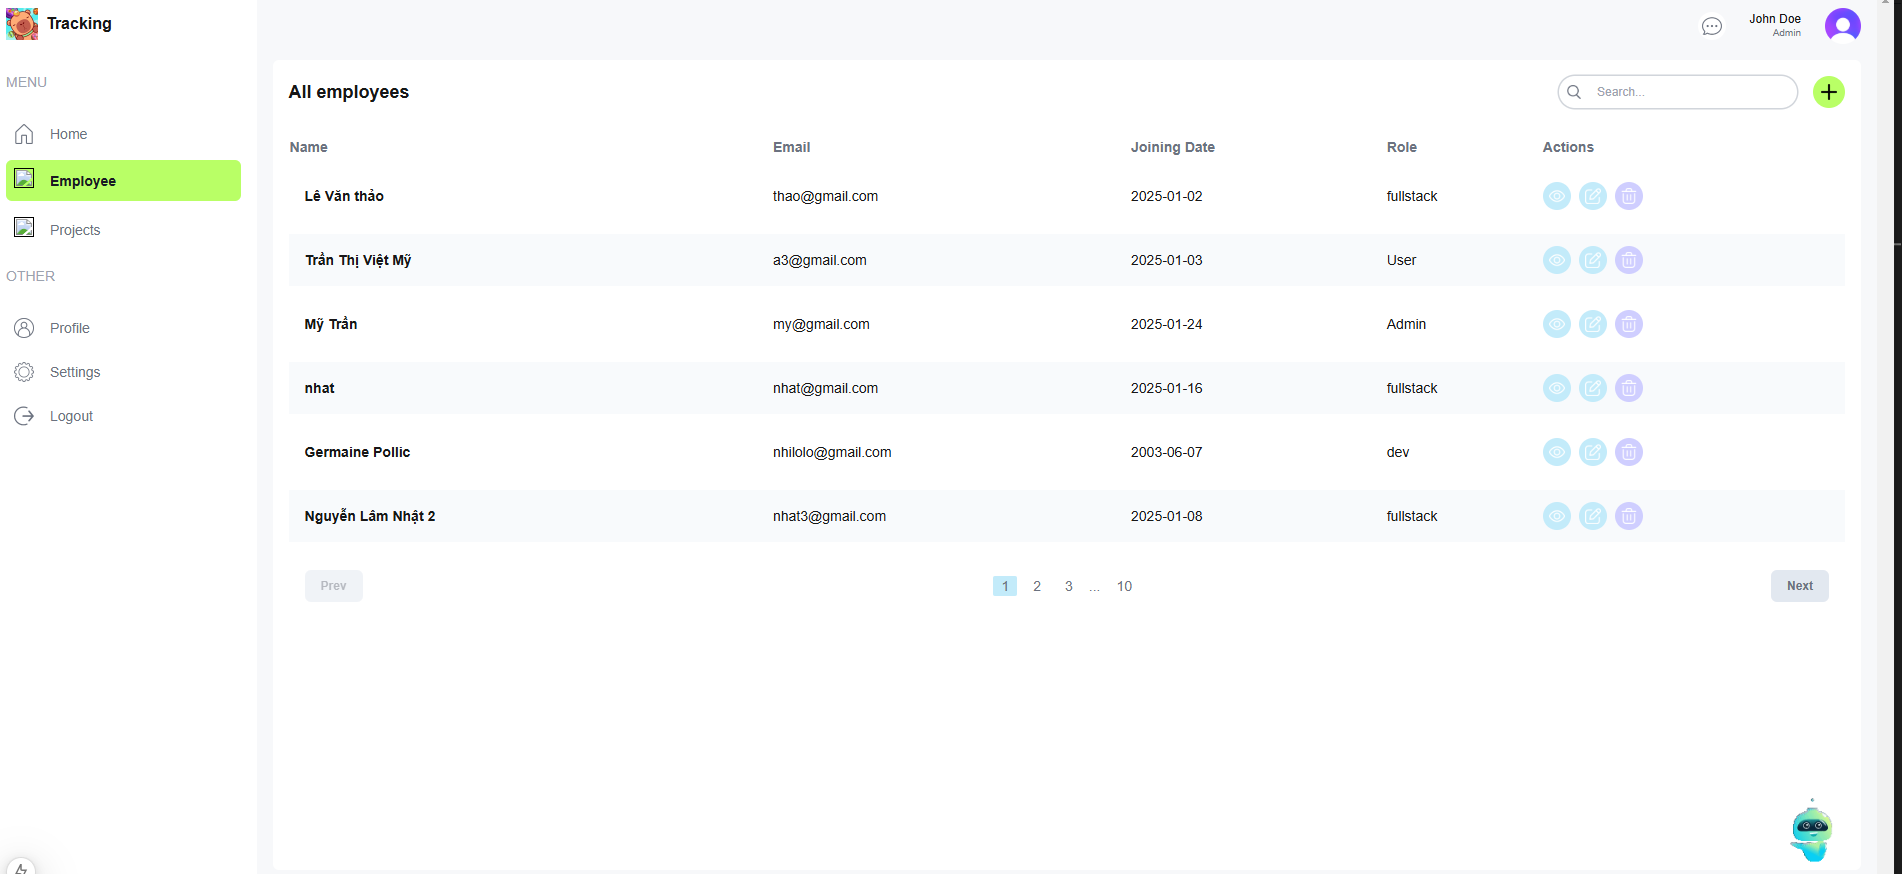 Tracking
John Doe
Admin
MENU
Home
Employee
Projects
OTHER
Profile
Settings
Logout
All employees
Search...
Name Email Joining Date Role Actions
Lê Văn thảo thao@gmail.com 2025-01-02 fullstack
Trần Thị Việt Mỹ a3@gmail.com 2025-01-03 User
Mỹ Trần my@gmail.com 2025-01-24 Admin
nhat nhat@gmail.com 2025-01-16 fullstack
Germaine Pollic nhilolo@gmail.com 2003-06-07 dev
Nguyễn Lâm Nhật 2 nhat3@gmail.com 2025-01-08 fullstack
Prev 1 2 3 ... 10 Next